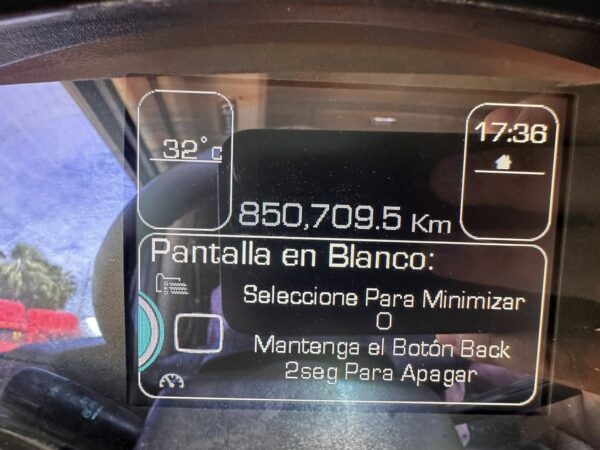 32°C
17:36
850,709.5 Km
Pantalla en Blanco:
Seleccione Para Minimizar
O
Mantenga el Botón Back
2seg Para Apagar